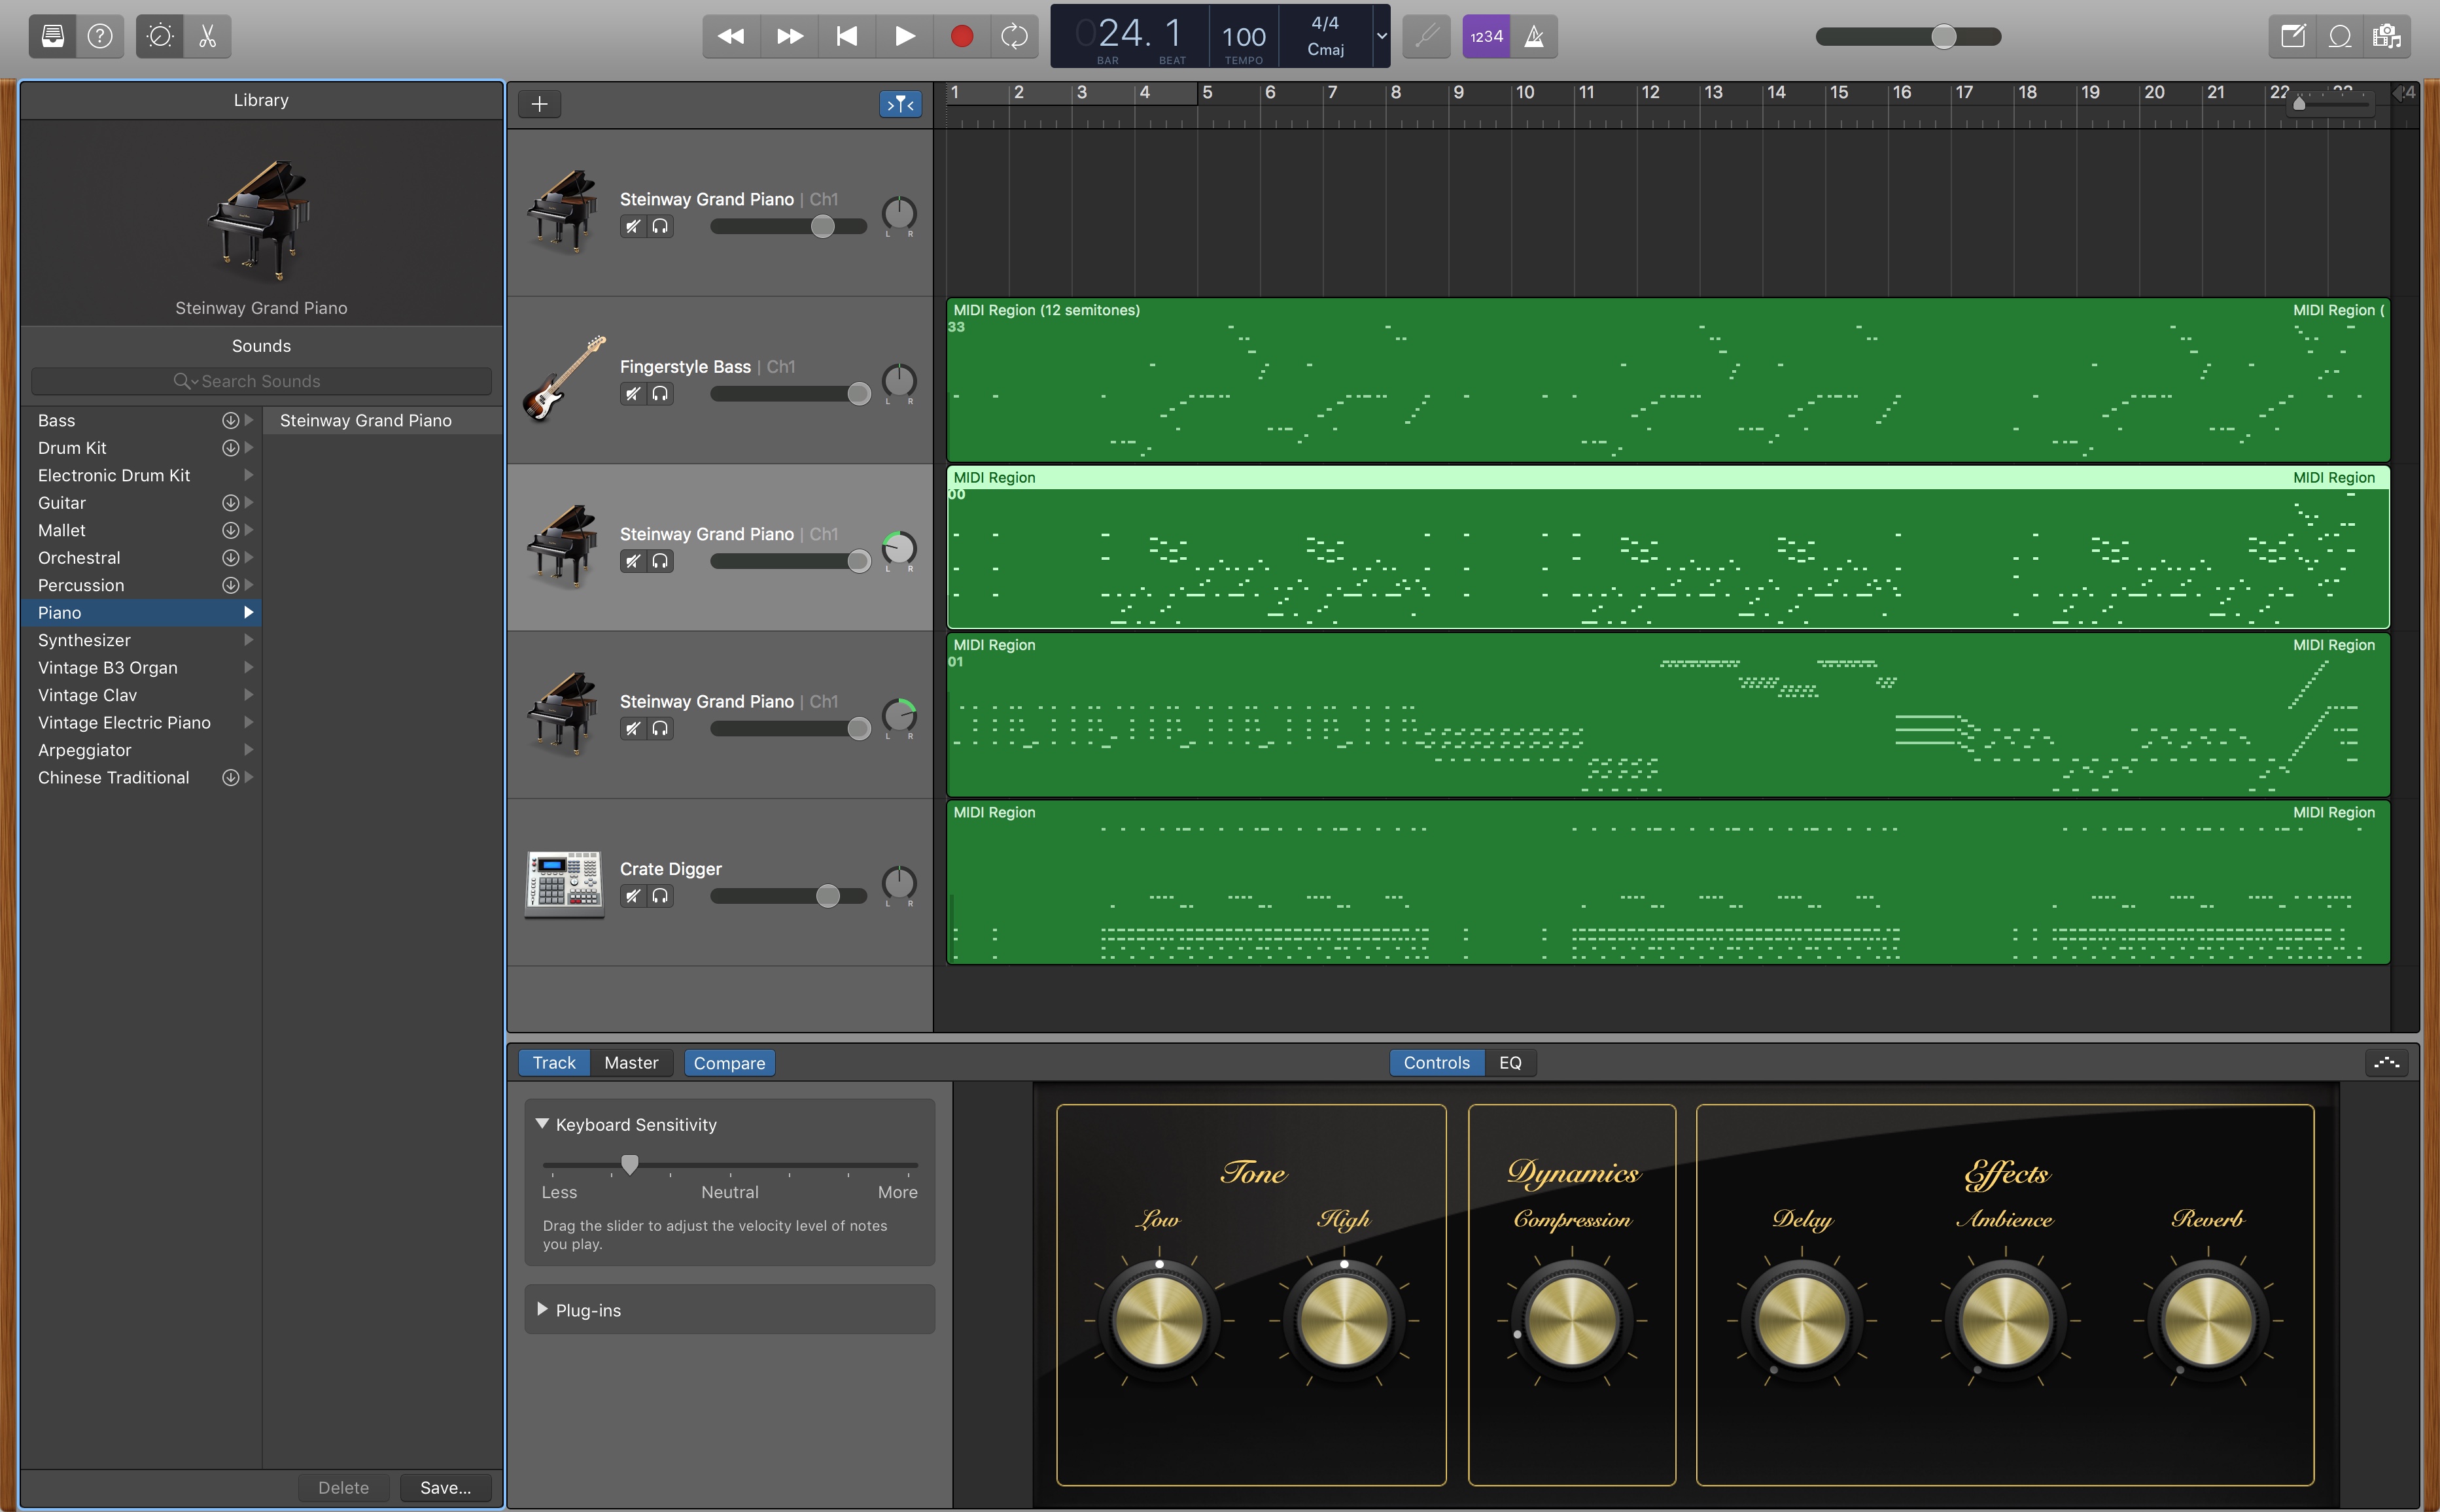 024. 1
BAR BEAT
100
TEMPO
4/4
Cmaj
1234
Library
Steinway Grand Piano
Sounds
Search Sounds
Bass
Drum Kit
Electronic Drum Kit
Guitar
Mallet
Orchestral
Percussion
Piano
Synthesizer
Vintage B3 Organ
Vintage Clav
Vintage Electric Piano
Arpeggiator
Chinese Traditional
Steinway Grand Piano
Delete Save...
1 2 3 4 5 6 7 8 9 10 11 12 13 14 15 16 17 18 19 20 21 22
Steinway Grand Piano | Ch1
L R
Fingerstyle Bass | Ch1
L R
MIDI Region (12 semitones) MIDI Region (
33
Steinway Grand Piano | Ch1
L R
MIDI Region MIDI Region
00
Steinway Grand Piano | Ch1
L R
MIDI Region MIDI Region
01
Crate Digger
L R
MIDI Region MIDI Region
Track Master Compare Controls EQ
Keyboard Sensitivity
Less Neutral More
Drag the slider to adjust the velocity level of notes
you play.
Plug-ins
Tone
Low High
Dynamics
Compression
Effects
Delay Ambience Reverb